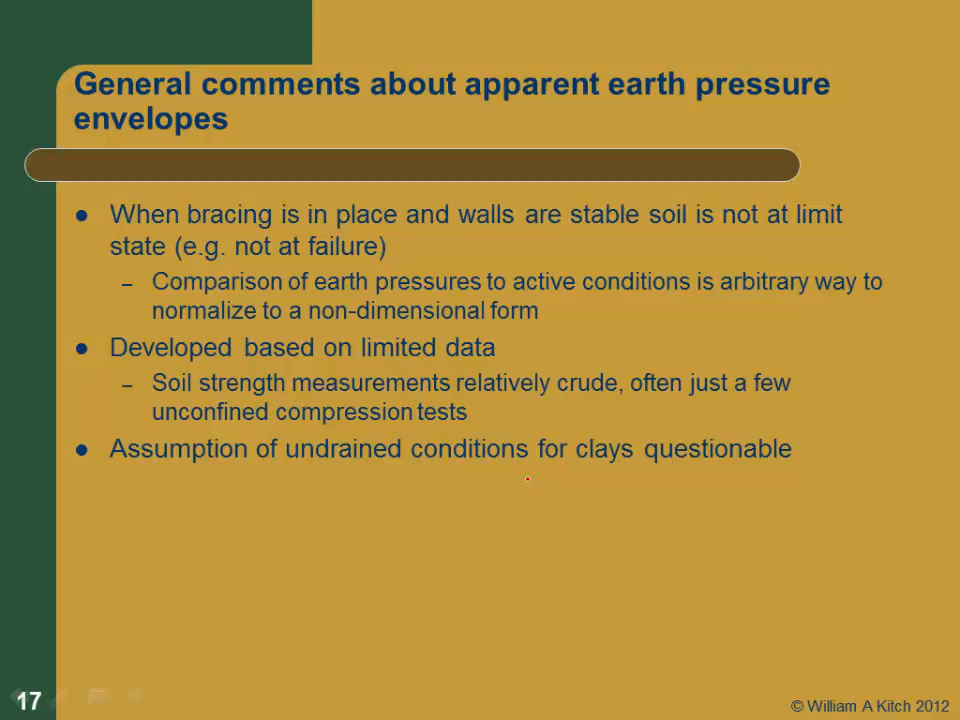 General comments about apparent earth pressure
envelopes
● When bracing is in place and walls are stable soil is not at limit
state (e.g. not at failure)
– Comparison of earth pressures to active conditions is arbitrary way to
normalize to a non-dimensional form
● Developed based on limited data
– Soil strength measurements relatively crude, often just a few
unconfined compression tests
● Assumption of undrained conditions for clays questionable
17
© William A Kitch 2012